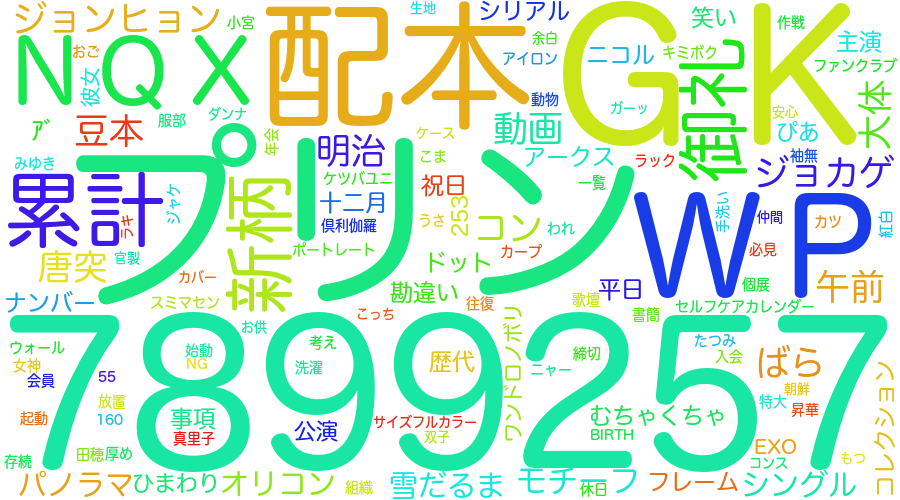 ジョンヒョン
小宮
配本
生地
シリアル
GK
笑い
作戦
NQX
おご
彼女
余白
アイロン
ニコル
キミボク
主演
ファンクラブ
動物
ガーッ
御礼
大体
安心
ぴあ
袖無
ア゛
豆本
服部
ダンナ
年会
明治
ケース
動画
アークス
ラック
ジョカゲ
みゆき
プリン
こま
ケツバユニ
祝日
一覧
累計
ジャケ
ラキ
新柄
十二月
倶利伽羅
うさ
253
コン
われ
WP
手洗い
仲間
カツ
紅白
官製
ポートレート
カープ
必見
唐突
カバー
ドット
勘違い
往復
平日
個展
午前
ナンバー
スミマセン
こっち
歌壇
書簡
セルフケアカレンダー
7899257
お供
ワンドロノボリ
ウォール
女神
会員
始動
NG
考え
洗濯
歴代
締切
ニャー
たつみ
入会
ばら
朝鮮
55
放置
160
起動
事項
真里子
公演
サイズフルカラー
双子
むちゃくちゃ
BIRTH
特大
昇華
コレクション
存続
田穂
厚め
EXO
コンス
もつ
パノラマ
ひまわり
オリコン
組織
雪だるま
モチーフ
休日
フレーム
シングル